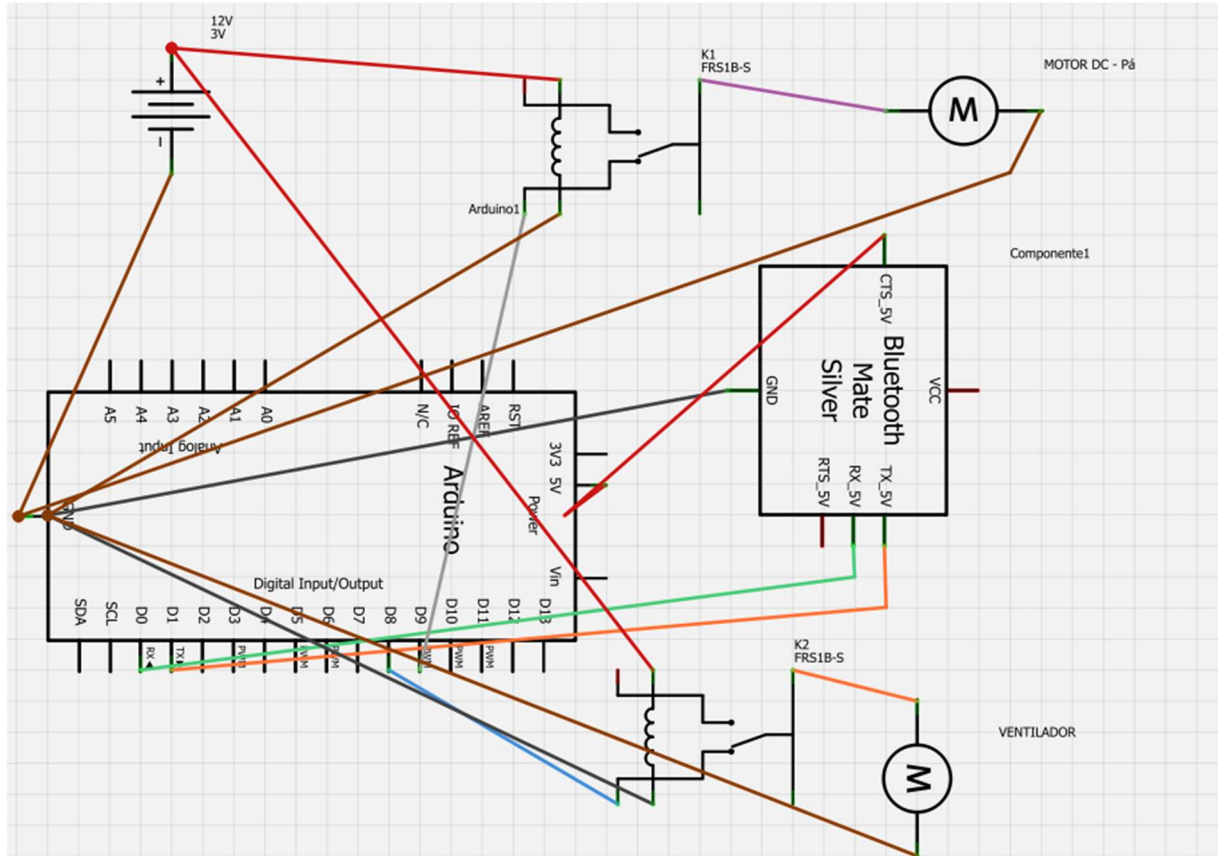 12V
3V
K1
FRS1B-S
MOTOR DC - Pá
+
M
−
Arduino1
Componente1
CTS_5V
Bluetooth
Mate
Silver
GND
VCC
RTS_5V
RX_5V
TX_5V
A5
A4
A3
A2
A1
A0
N/C
IO REF
AREF
RST
Analog Input
3V3
5V
Arduino
Power
GND
Vin
Digital Input/Output
SDA
SCL
D0
D1
D2
D3
D4
D5
D6
D7
D8
D9
D10
D11
D12
D13
RX
TX
PWM
PWM
PWM
PWM
PWM
PWM
K2
FRS1B-S
VENTILADOR
M